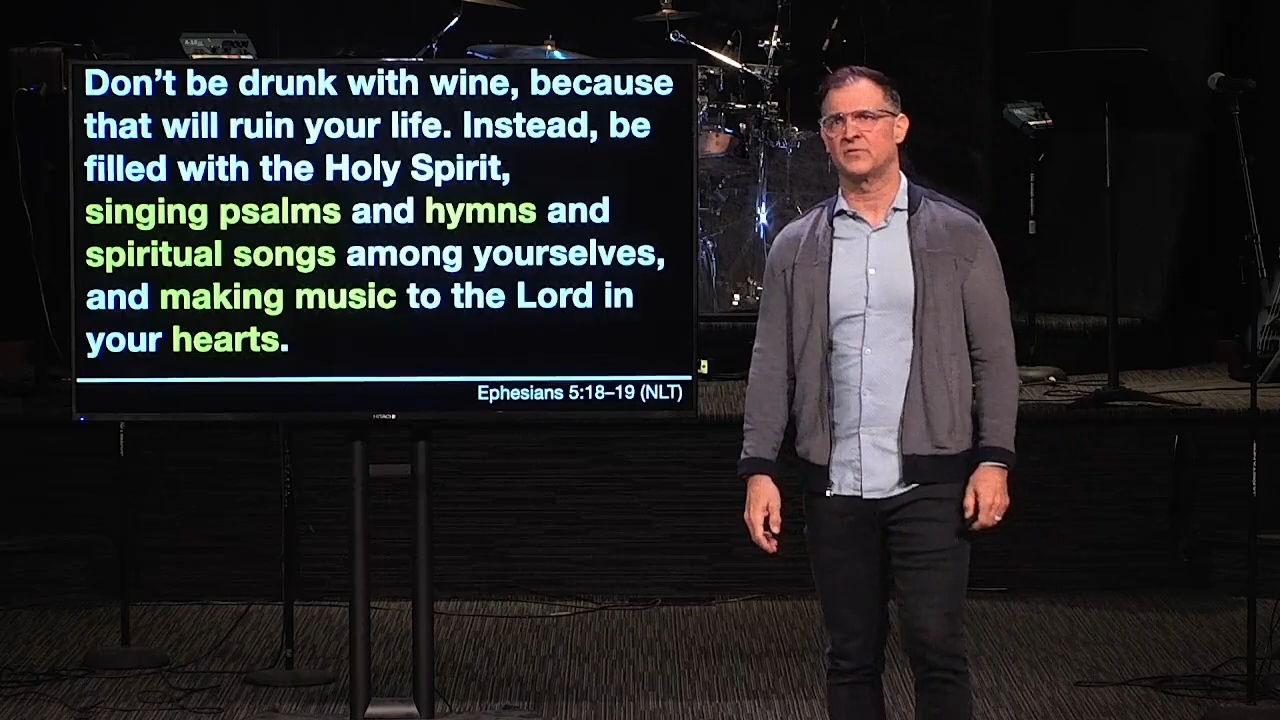 Don’t be drunk with wine, because
that will ruin your life. Instead, be
filled with the Holy Spirit,
singing psalms and hymns and
spiritual songs among yourselves,
and making music to the Lord in
your hearts.
Ephesians 5:18–19 (NLT)
HITACHI